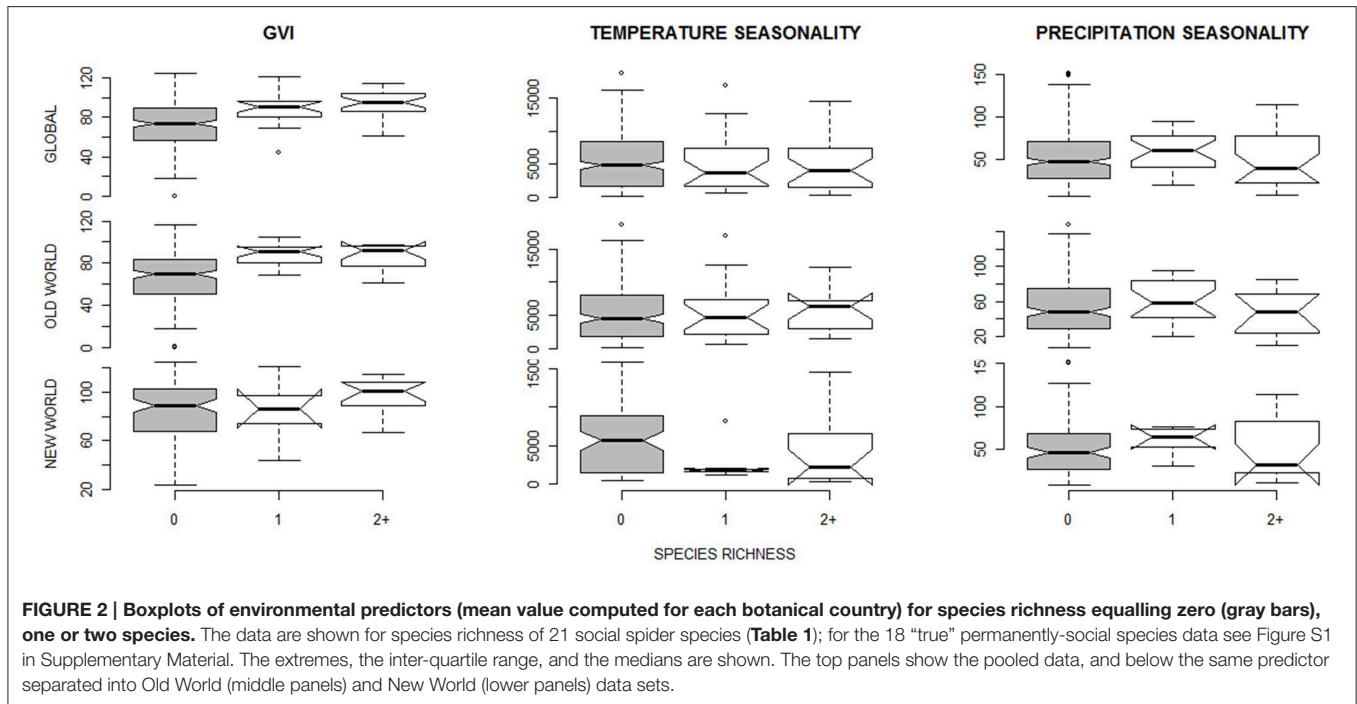 GVI
TEMPERATURE SEASONALITY
PRECIPITATION SEASONALITY
GLOBAL
120
80
40
0
15000
5000
0
150
100
50
OLD WORLD
120
80
40
0
15000
5000
0
100
60
20
NEW WORLD
100
60
20
1500
5000
0
15
100
50
0 1 2+
0 1 2+
0 1 2+
SPECIES RICHNESS
FIGURE 2 | Boxplots of environmental predictors (mean value computed for each botanical country) for species richness equalling zero (gray bars),
one or two species. The data are shown for species richness of 21 social spider species (Table 1); for the 18 “true” permanently-social species data see Figure S1
in Supplementary Material. The extremes, the inter-quartile range, and the medians are shown. The top panels show the pooled data, and below the same predictor
separated into Old World (middle panels) and New World (lower panels) data sets.